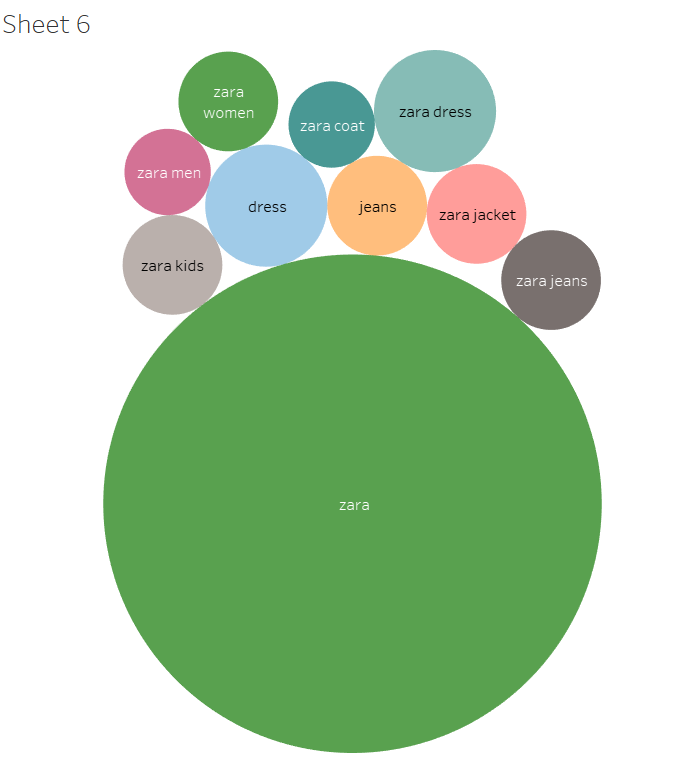 Sheet 6
zara
women
zara coat
zara dress
zara men
dress
jeans
zara jacket
zara kids
zara jeans
zara